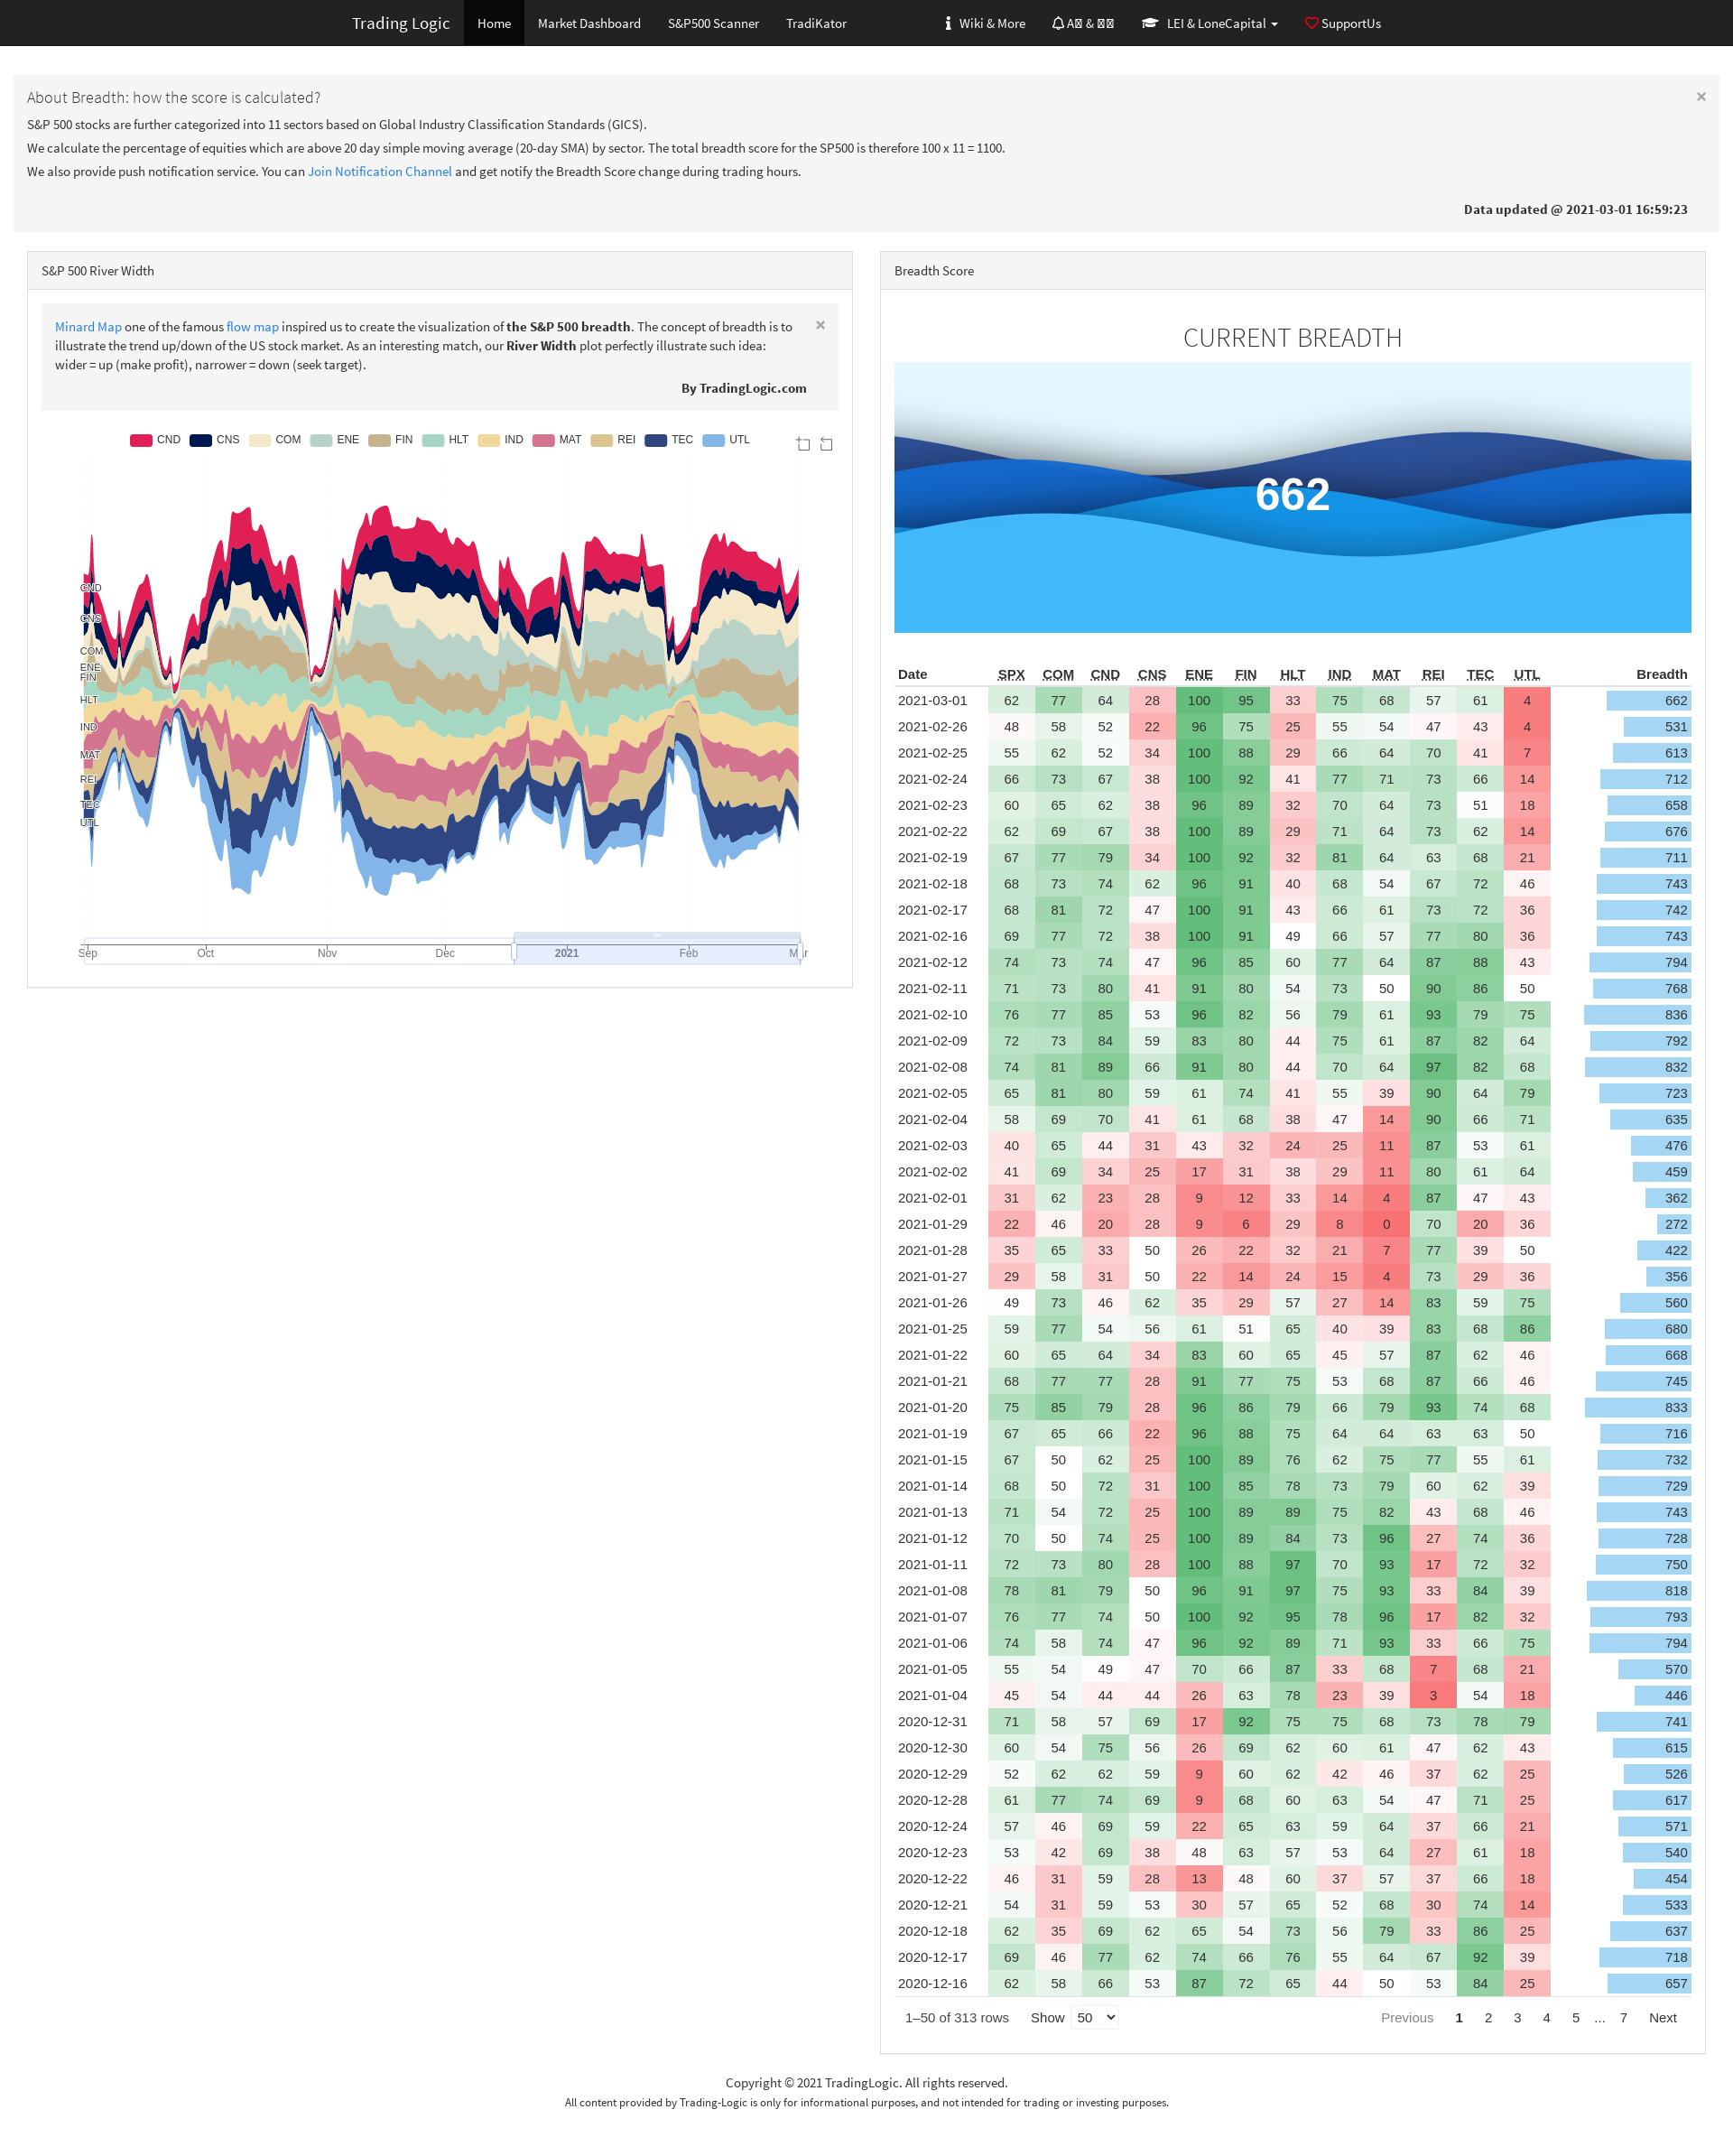 Trading Logic Home Market Dashboard S&P500 Scanner TradiKator Wiki & More A & LEI & LoneCapital SupportUs
About Breadth: how the score is calculated? ×
S&P 500 stocks are further categorized into 11 sectors based on Global Industry Classification Standards (GICS).
We calculate the percentage of equities which are above 20 day simple moving average (20-day SMA) by sector. The total breadth score for the SP500 is therefore 100 x 11 = 1100.
We also provide push notification service. You can Join Notification Channel and get notify the Breadth Score change during trading hours.
Data updated @ 2021-03-01 16:59:23
S&P 500 River Width
Minard Map one of the famous flow map inspired us to create the visualization of the S&P 500 breadth. The concept of breadth is to ×
illustrate the trend up/down of the US stock market. As an interesting match, our River Width plot perfectly illustrate such idea:
wider = up (make profit), narrower = down (seek target).
By TradingLogic.com
CND CNS COM ENE FIN HLT IND MAT REI TEC UTL
CND
CNS
COM
ENE
FIN
HLT
IND
MAT
REI
TEC
UTL
Sep Oct Nov Dec 2021 Feb Mar
Breadth Score
CURRENT BREADTH
662
Date SPX COM CND CNS ENE FIN HLT IND MAT REI TEC UTL Breadth
2021-03-01 62 77 64 28 100 95 33 75 68 57 61 4 662
2021-02-26 48 58 52 22 96 75 25 55 54 47 43 4 531
2021-02-25 55 62 52 34 100 88 29 66 64 70 41 7 613
2021-02-24 66 73 67 38 100 92 41 77 71 73 66 14 712
2021-02-23 60 65 62 38 96 89 32 70 64 73 51 18 658
2021-02-22 62 69 67 38 100 89 29 71 64 73 62 14 676
2021-02-19 67 77 79 34 100 92 32 81 64 63 68 21 711
2021-02-18 68 73 74 62 96 91 40 68 54 67 72 46 743
2021-02-17 68 81 72 47 100 91 43 66 61 73 72 36 742
2021-02-16 69 77 72 38 100 91 49 66 57 77 80 36 743
2021-02-12 74 73 74 47 96 85 60 77 64 87 88 43 794
2021-02-11 71 73 80 41 91 80 54 73 50 90 86 50 768
2021-02-10 76 77 85 53 96 82 56 79 61 93 79 75 836
2021-02-09 72 73 84 59 83 80 44 75 61 87 82 64 792
2021-02-08 74 81 89 66 91 80 44 70 64 97 82 68 832
2021-02-05 65 81 80 59 61 74 41 55 39 90 64 79 723
2021-02-04 58 69 70 41 61 68 38 47 14 90 66 71 635
2021-02-03 40 65 44 31 43 32 24 25 11 87 53 61 476
2021-02-02 41 69 34 25 17 31 38 29 11 80 61 64 459
2021-02-01 31 62 23 28 9 12 33 14 4 87 47 43 362
2021-01-29 22 46 20 28 9 6 29 8 0 70 20 36 272
2021-01-28 35 65 33 50 26 22 32 21 7 77 39 50 422
2021-01-27 29 58 31 50 22 14 24 15 4 73 29 36 356
2021-01-26 49 73 46 62 35 29 57 27 14 83 59 75 560
2021-01-25 59 77 54 56 61 51 65 40 39 83 68 86 680
2021-01-22 60 65 64 34 83 60 65 45 57 87 62 46 668
2021-01-21 68 77 77 28 91 77 75 53 68 87 66 46 745
2021-01-20 75 85 79 28 96 86 79 66 79 93 74 68 833
2021-01-19 67 65 66 22 96 88 75 64 64 63 63 50 716
2021-01-15 67 50 62 25 100 89 76 62 75 77 55 61 732
2021-01-14 68 50 72 31 100 85 78 73 79 60 62 39 729
2021-01-13 71 54 72 25 100 89 89 75 82 43 68 46 743
2021-01-12 70 50 74 25 100 89 84 73 96 27 74 36 728
2021-01-11 72 73 80 28 100 88 97 70 93 17 72 32 750
2021-01-08 78 81 79 50 96 91 97 75 93 33 84 39 818
2021-01-07 76 77 74 50 100 92 95 78 96 17 82 32 793
2021-01-06 74 58 74 47 96 92 89 71 93 33 66 75 794
2021-01-05 55 54 49 47 70 66 87 33 68 7 68 21 570
2021-01-04 45 54 44 44 26 63 78 23 39 3 54 18 446
2020-12-31 71 58 57 69 17 92 75 75 68 73 78 79 741
2020-12-30 60 54 75 56 26 69 62 60 61 47 62 43 615
2020-12-29 52 62 62 59 9 60 62 42 46 37 62 25 526
2020-12-28 61 77 74 69 9 68 60 63 54 47 71 25 617
2020-12-24 57 46 69 59 22 65 63 59 64 37 66 21 571
2020-12-23 53 42 69 38 48 63 57 53 64 27 61 18 540
2020-12-22 46 31 59 28 13 48 60 37 57 37 66 18 454
2020-12-21 54 31 59 53 30 57 65 52 68 30 74 14 533
2020-12-18 62 35 69 62 65 54 73 56 79 33 86 25 637
2020-12-17 69 46 77 62 74 66 76 55 64 67 92 39 718
2020-12-16 62 58 66 53 87 72 65 44 50 53 84 25 657
1–50 of 313 rows Show 50 Previous 1 2 3 4 5 ... 7 Next
Copyright © 2021 TradingLogic. All rights reserved.
All content provided by Trading-Logic is only for informational purposes, and not intended for trading or investing purposes.